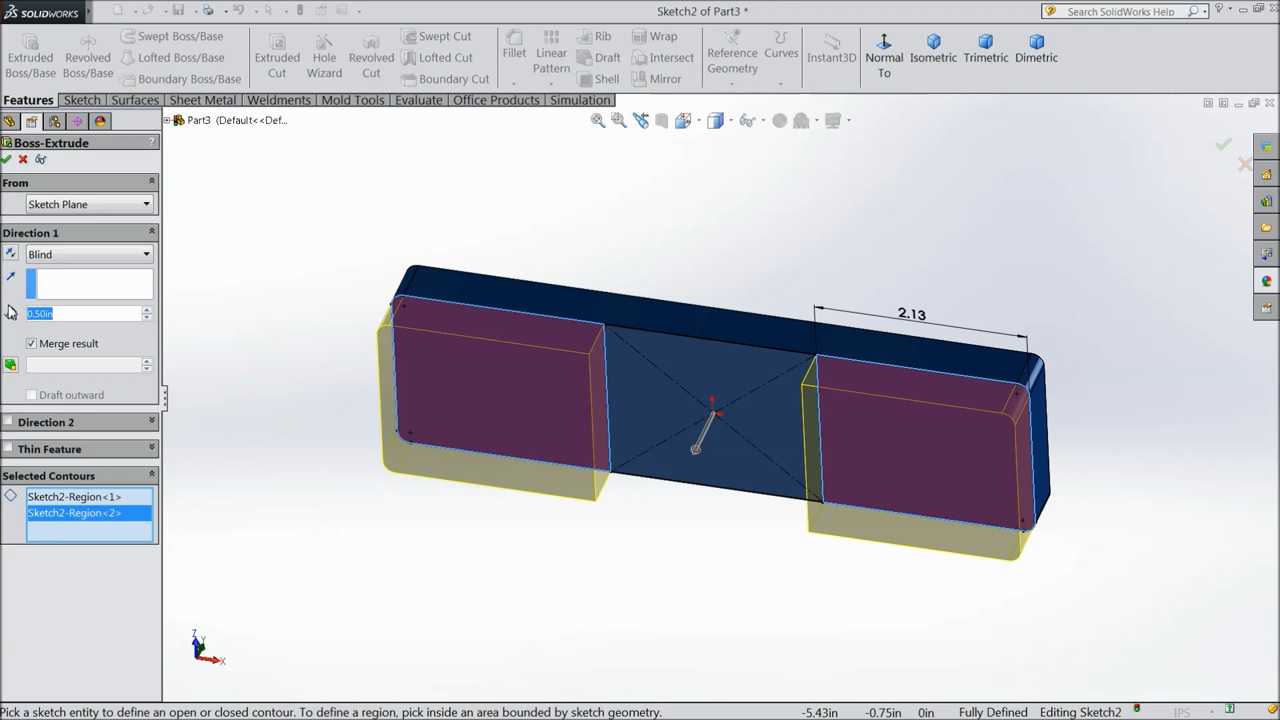 SOLIDWORKS
Sketch2 of Part3 *
? Search SolidWorks Help
Extruded Boss/Base
Revolved Boss/Base
Swept Boss/Base
Lofted Boss/Base
Boundary Boss/Base
Extruded Cut
Hole Wizard
Revolved Cut
Swept Cut
Lofted Cut
Boundary Cut
Fillet
Linear Pattern
Rib
Draft
Shell
Wrap
Intersect
Mirror
Reference Geometry
Curves
Instant3D
Normal To
Isometric
Trimetric
Dimetric
Features Sketch Surfaces Sheet Metal Weldments Mold Tools Evaluate Office Products Simulation
Part3 (Default<<Def...
Boss-Extrude ?
From
Sketch Plane
Direction 1
Blind
0.50in
Merge result
Draft outward
Direction 2
Thin Feature
Selected Contours
Sketch2-Region<1>
Sketch2-Region<2>
2.13
Z
Y
X
Pick a sketch entity to define an open or closed contour. To define a region, pick inside an area bounded by sketch geometry. -5.43in -0.75in 0in Fully Defined Editing Sketch2 IPS ?